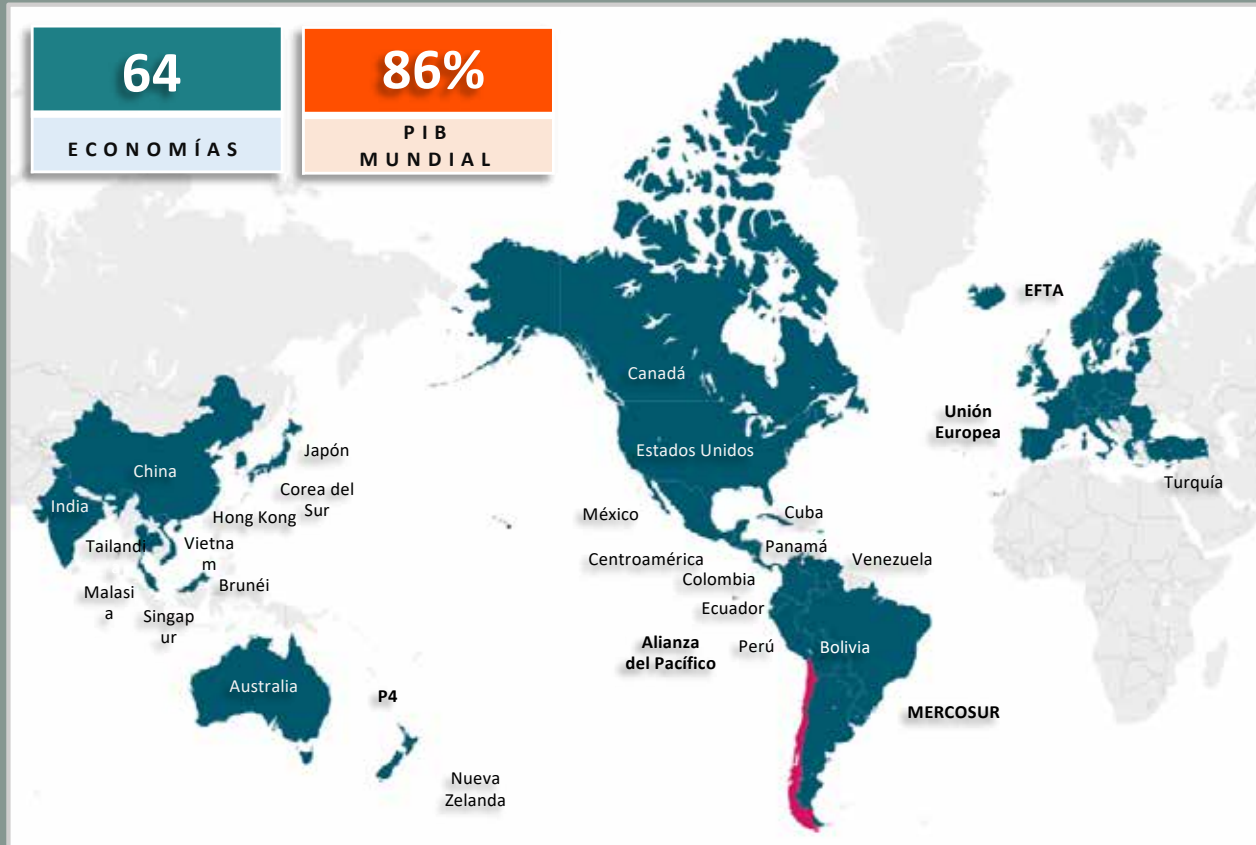 64
ECONOMÍAS
86%
PIB
MUNDIAL
EFTA
Canadá
Unión
Europea
Estados Unidos
Japón
China
Turquía
Corea del
Sur
India
Hong Kong
México
Cuba
Tailandi
Vietna
m
Centroamérica
Panamá
Venezuela
Colombia
Brunéi
Malasi
a
Singap
ur
Ecuador
Alianza
del Pacífico
Perú
Bolivia
Australia
P4
MERCOSUR
Nueva
Zelanda